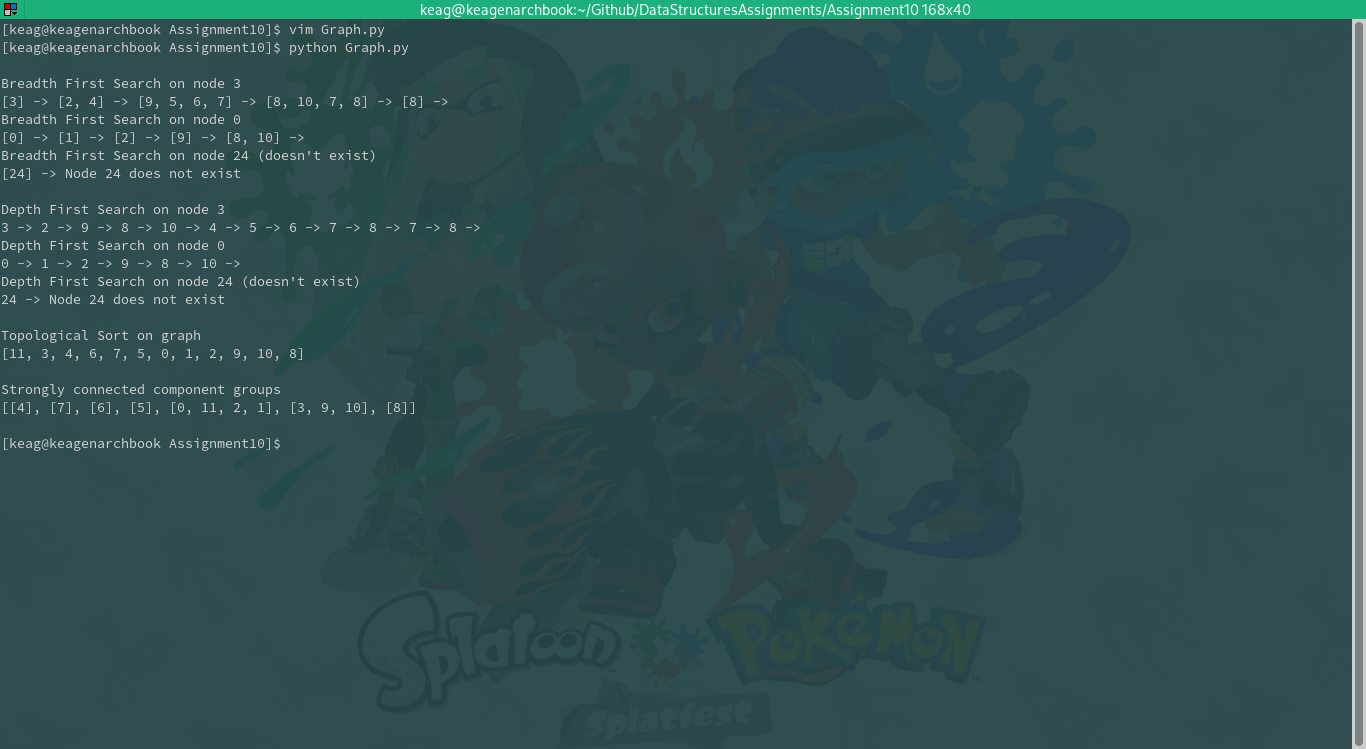 keag@keagenarchbook:~/Github/DataStructuresAssignments/Assignment10 168x40
[keag@keagenarchbook Assignment10]$ vim Graph.py
[keag@keagenarchbook Assignment10]$ python Graph.py
Breadth First Search on node 3
[3] -> [2, 4] -> [9, 5, 6, 7] -> [8, 10, 7, 8] -> [8] ->
Breadth First Search on node 0
[0] -> [1] -> [2] -> [9] -> [8, 10] ->
Breadth First Search on node 24 (doesn't exist)
[24] -> Node 24 does not exist
Depth First Search on node 3
3 -> 2 -> 9 -> 8 -> 10 -> 4 -> 5 -> 6 -> 7 -> 8 -> 7 -> 8 ->
Depth First Search on node 0
0 -> 1 -> 2 -> 9 -> 8 -> 10 ->
Depth First Search on node 24 (doesn't exist)
24 -> Node 24 does not exist
Topological Sort on graph
[11, 3, 4, 6, 7, 5, 0, 1, 2, 9, 10, 8]
Strongly connected component groups
[[4], [7], [6], [5], [0, 11, 2, 1], [3, 9, 10], [8]]
[keag@keagenarchbook Assignment10]$
Splatoon x POKéMON
Splatfest